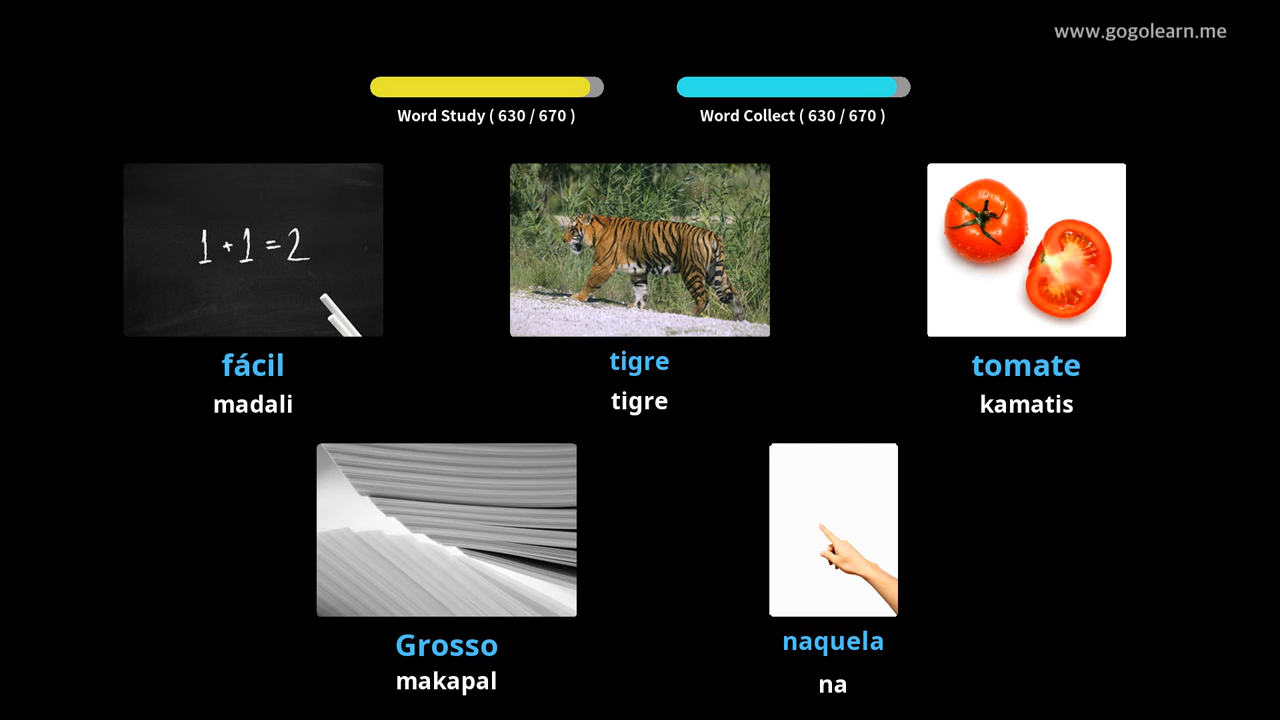 www.gogolearn.me
Word Study ( 630 / 670 )
Word Collect ( 630 / 670 )
1 + 1 = 2
fácil
madali
tigre
tigre
tomate
kamatis
Grosso
makapal
naquela
na